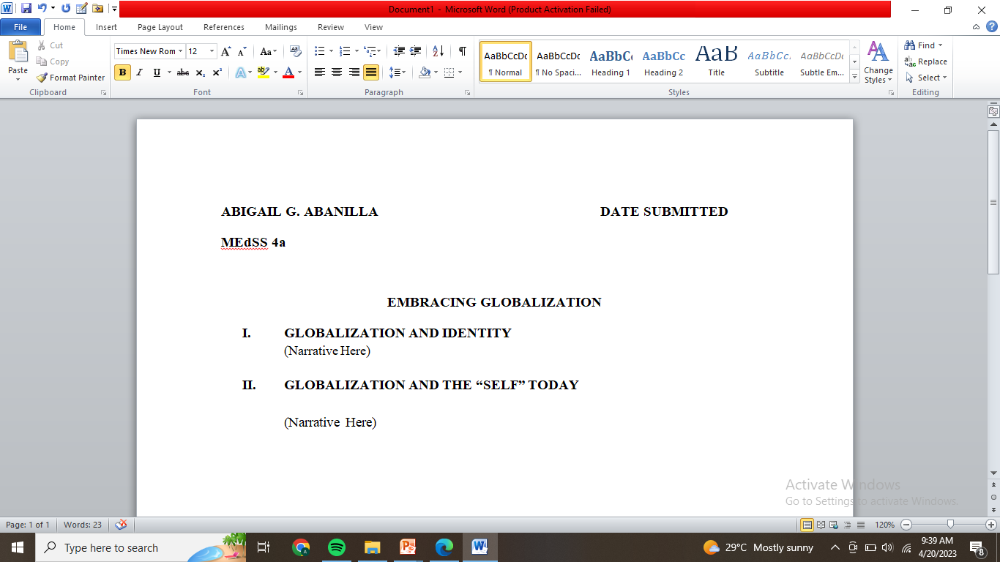 Document1 - Microsoft Word (Product Activation Failed)
File Home Insert Page Layout References Mailings Review View
Paste
Cut
Copy
Format Painter
Clipboard
Times New Rom 12
Font
Paragraph
AaBbCcDc AaBbCcDc AaBbC AaBbCc AaB AaBbCc. AaBbCcDc
¶ Normal ¶ No Spaci... Heading 1 Heading 2 Title Subtitle Subtle Em...
Styles
Change Styles
Find
Replace
Select
Editing
ABIGAIL G. ABANILLA DATE SUBMITTED
MEdSS 4a
EMBRACING GLOBALIZATION
I. GLOBALIZATION AND IDENTITY
(Narrative Here)
II. GLOBALIZATION AND THE “SELF” TODAY
(Narrative Here)
Activate Windows
Go to Settings to activate Windows.
Page: 1 of 1 Words: 23 120%
Type here to search 29°C Mostly sunny 9:39 AM
4/20/2023 8